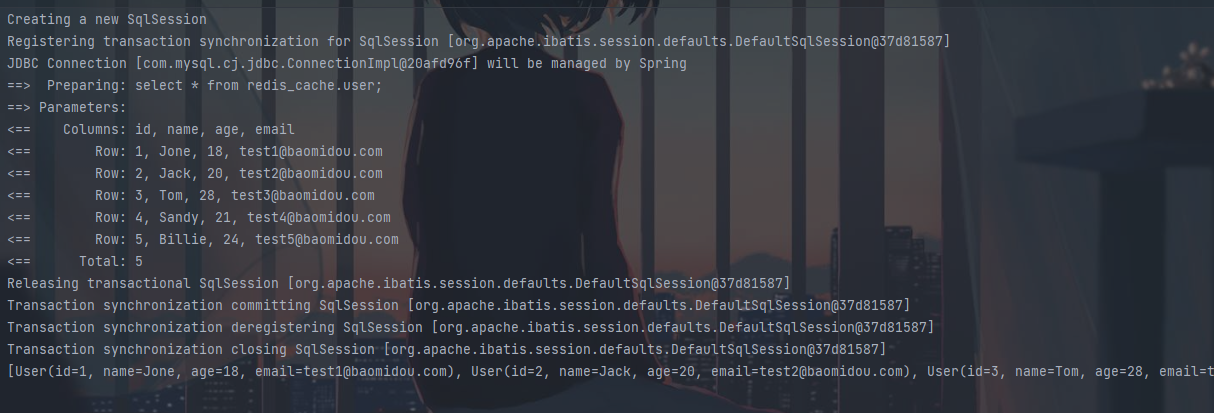 Creating a new SqlSession
Registering transaction synchronization for SqlSession [org.apache.ibatis.session.defaults.DefaultSqlSession@37d81587]
JDBC Connection [com.mysql.cj.jdbc.ConnectionImpl@20afd96f] will be managed by Spring
==>  Preparing: select * from redis_cache.user;
==> Parameters:
<==    Columns: id, name, age, email
<==        Row: 1, Jone, 18, test1@baomidou.com
<==        Row: 2, Jack, 20, test2@baomidou.com
<==        Row: 3, Tom, 28, test3@baomidou.com
<==        Row: 4, Sandy, 21, test4@baomidou.com
<==        Row: 5, Billie, 24, test5@baomidou.com
<==      Total: 5
Releasing transactional SqlSession [org.apache.ibatis.session.defaults.DefaultSqlSession@37d81587]
Transaction synchronization committing SqlSession [org.apache.ibatis.session.defaults.DefaultSqlSession@37d81587]
Transaction synchronization deregistering SqlSession [org.apache.ibatis.session.defaults.DefaultSqlSession@37d81587]
Transaction synchronization closing SqlSession [org.apache.ibatis.session.defaults.DefaultSqlSession@37d81587]
[User(id=1, name=Jone, age=18, email=test1@baomidou.com), User(id=2, name=Jack, age=20, email=test2@baomidou.com), User(id=3, name=Tom, age=28, email=t